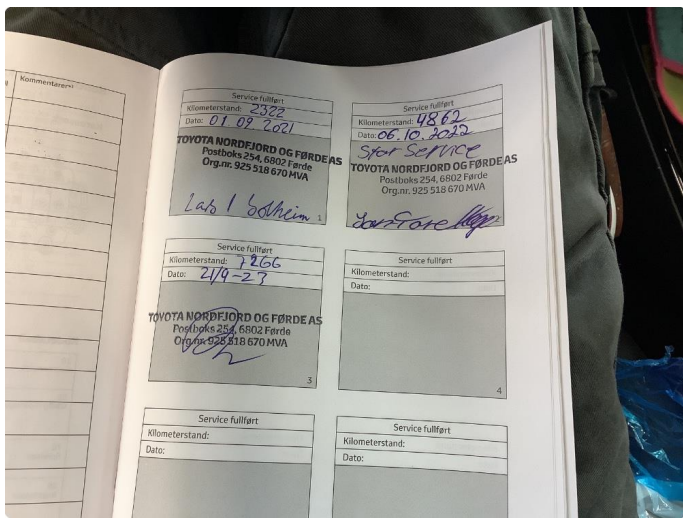 Kommentarer:
Service fullført
Kilometerstand: 2322
Dato: 01.09.2021
TOYOTA NORDFJORD OG FØRDE AS
Postboks 254, 6802 Førde
Org.nr. 925 518 670 MVA
Lars
1
Service fullført
Kilometerstand: 4862
Dato: 06.10.2022
Stor Service
TOYOTA NORDFJORD OG FØRDE AS
Postboks 254, 6802 Førde
Org.nr. 925 518 670 MVA
Service fullført
Kilometerstand: 7266
Dato: 21/9-23
TOYOTA NORDFJORD OG FØRDE AS
Postboks 254, 6802 Førde
Org.nr. 925 518 670 MVA
3
Service fullført
Kilometerstand:
Dato:
4
Service fullført
Kilometerstand:
Dato:
Service fullført
Kilometerstand:
Dato: